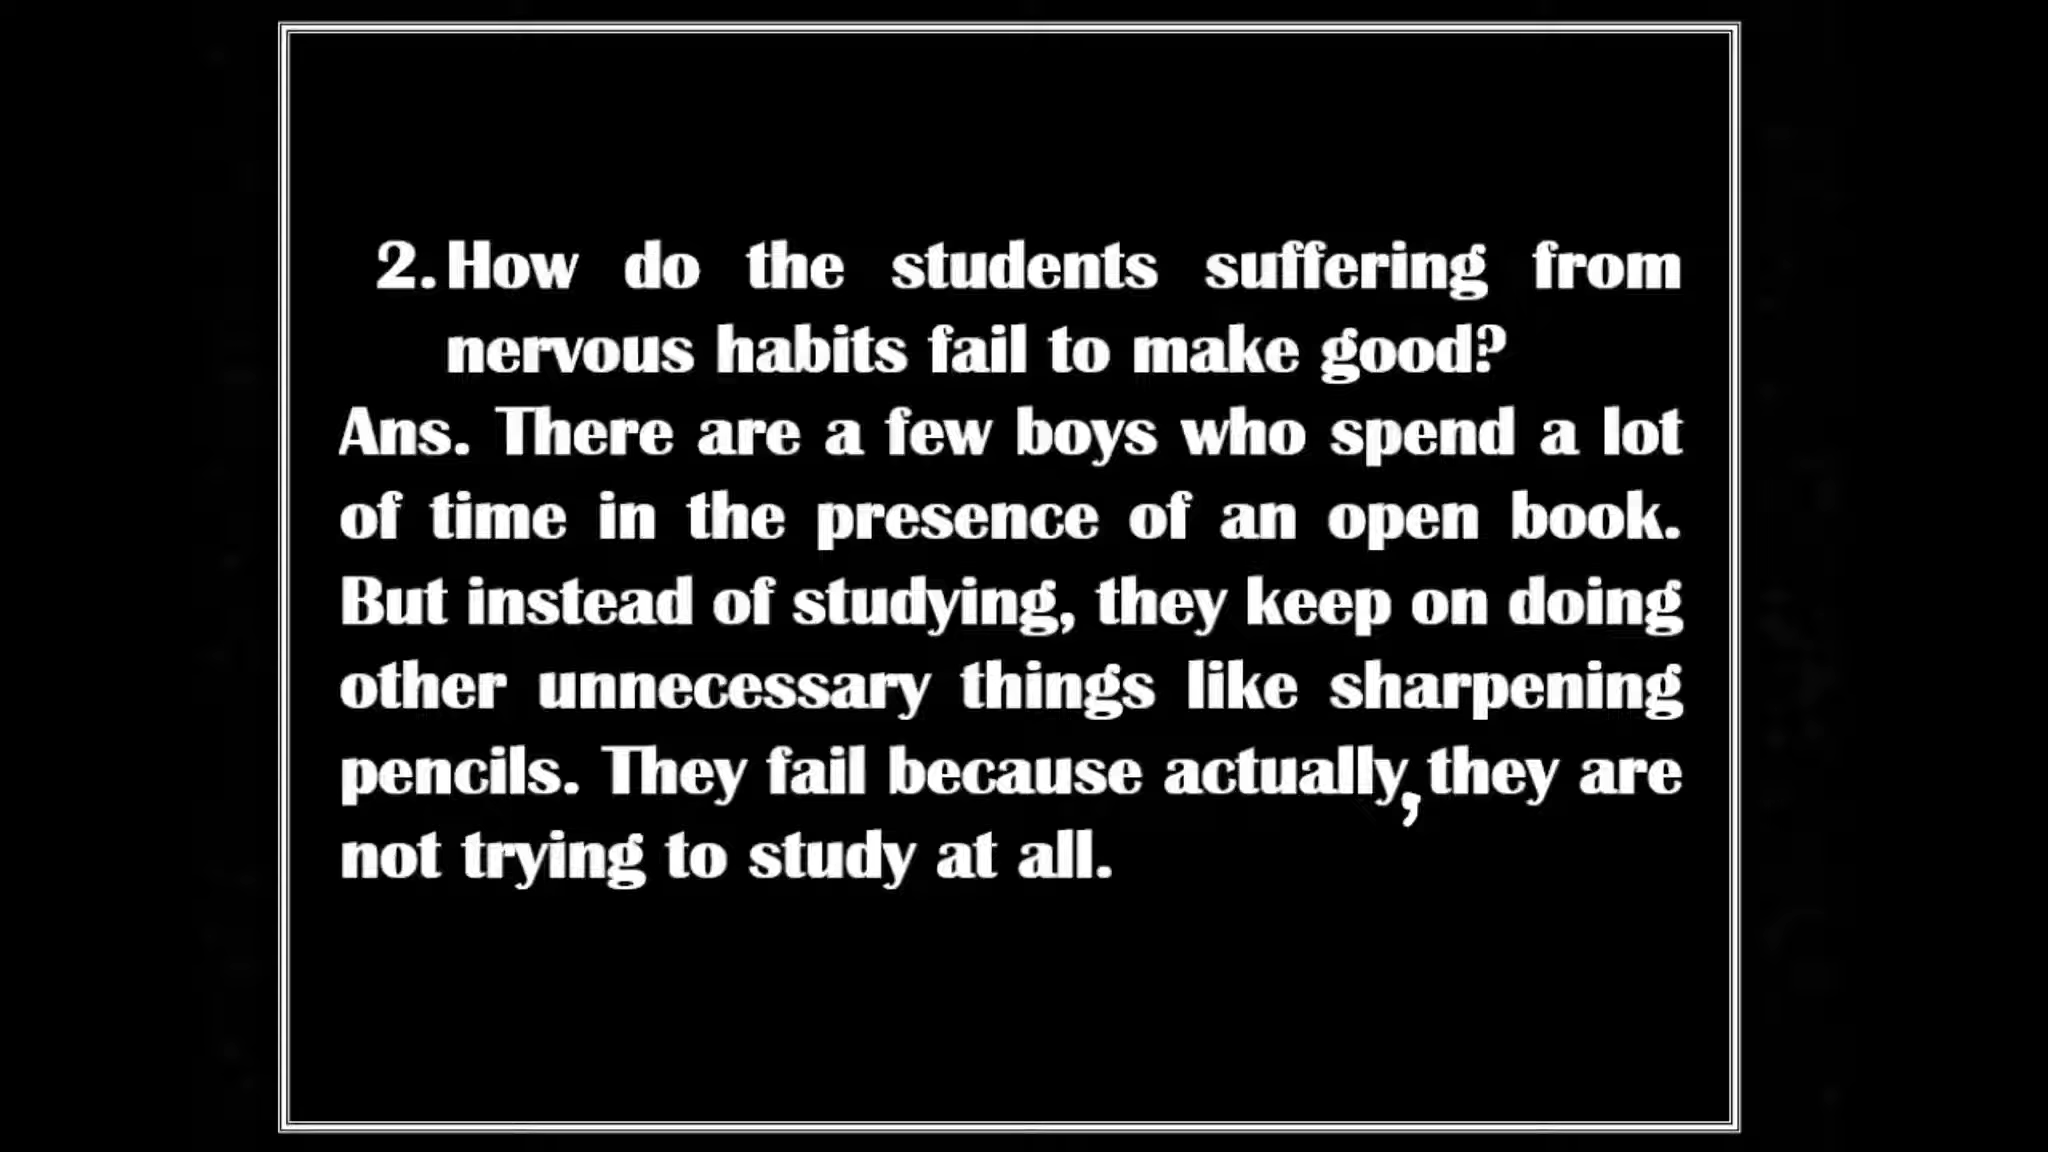 2. How do the students suffering from
nervous habits fail to make good?
Ans. There are a few boys who spend a lot
of time in the presence of an open book.
But instead of studying, they keep on doing
other unnecessary things like sharpening
pencils. They fail because actually, they are
not trying to study at all.